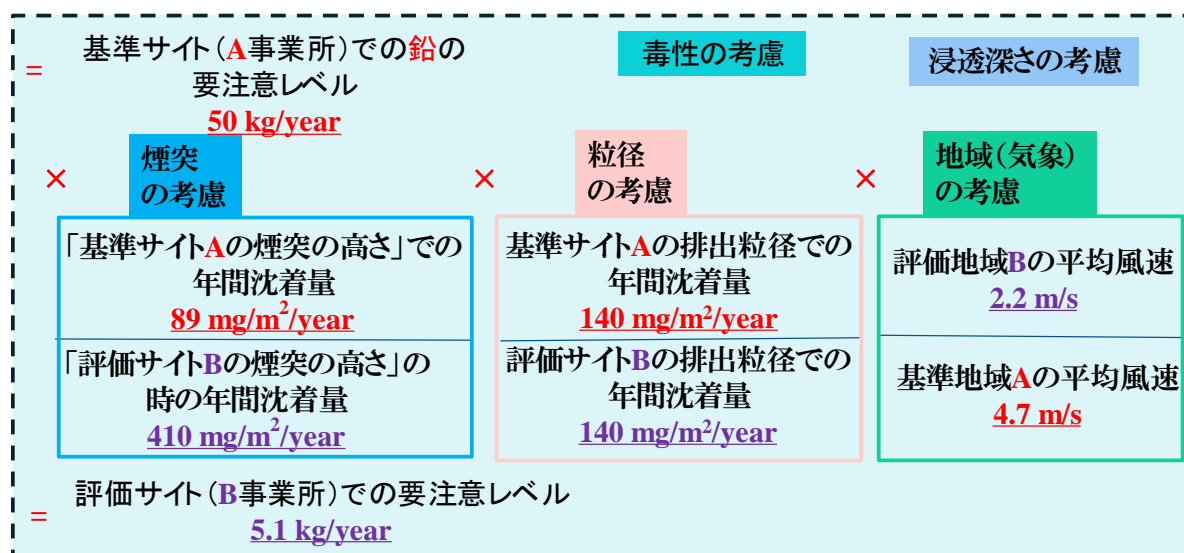 = 基準サイト(A事業所)での鉛の
要注意レベル
50 kg/year
毒性の考慮
浸透深さの考慮
×
煙突
の考慮
「基準サイトAの煙突の高さ」での
年間沈着量
89 mg/m²/year
「評価サイトBの煙突の高さ」の
時の年間沈着量
410 mg/m²/year
×
粒径
の考慮
基準サイトAの排出粒径での
年間沈着量
140 mg/m²/year
評価サイトBの排出粒径での
年間沈着量
140 mg/m²/year
×
地域(気象)
の考慮
評価地域Bの平均風速
2.2 m/s
基準地域Aの平均風速
4.7 m/s
= 評価サイト(B事業所)での要注意レベル
5.1 kg/year